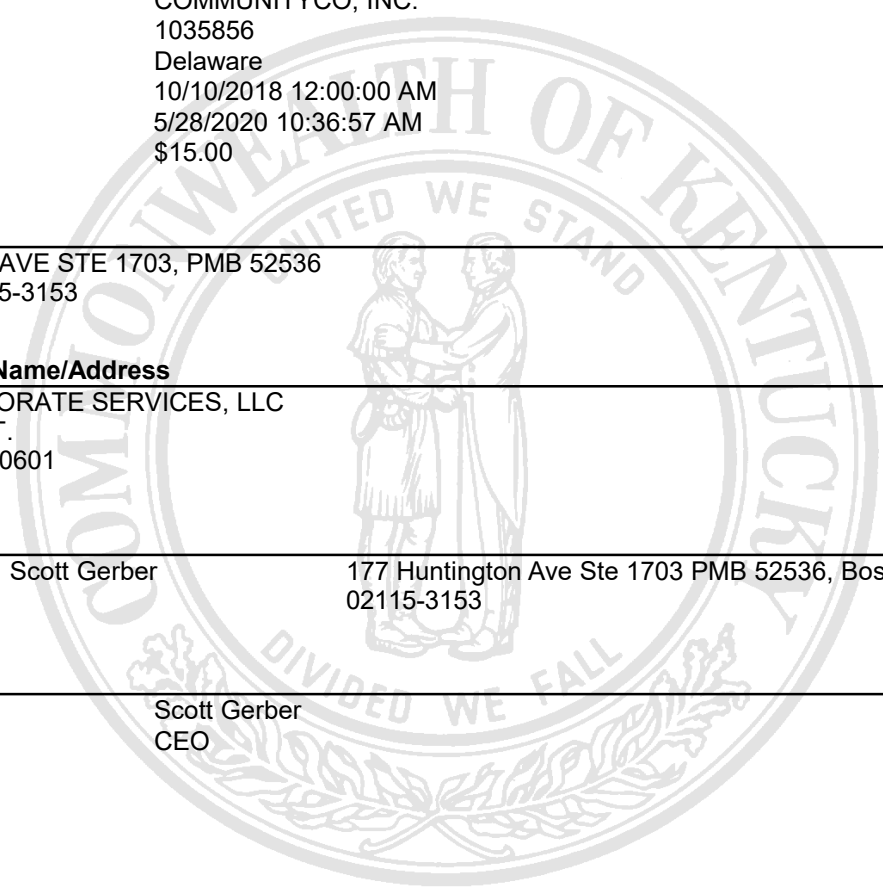 COMMUNITYCO, INC.
1035856
Delaware
10/10/2018 12:00:00 AM
5/28/2020 10:36:57 AM
$15.00
COMMONWEALTH OF KENTUCKY
UNITED WE STAND
AVE STE 1703, PMB 52536
5-3153
Name/Address
ORATE SERVICES, LLC
T.
0601
Scott Gerber 177 Huntington Ave Ste 1703 PMB 52536, Bos
02115-3153
DIVIDED WE FALL
Scott Gerber
CEO